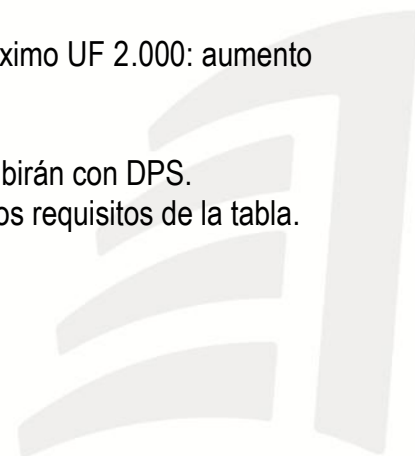 ximo UF 2.000: aumento
birán con DPS.
os requisitos de la tabla.